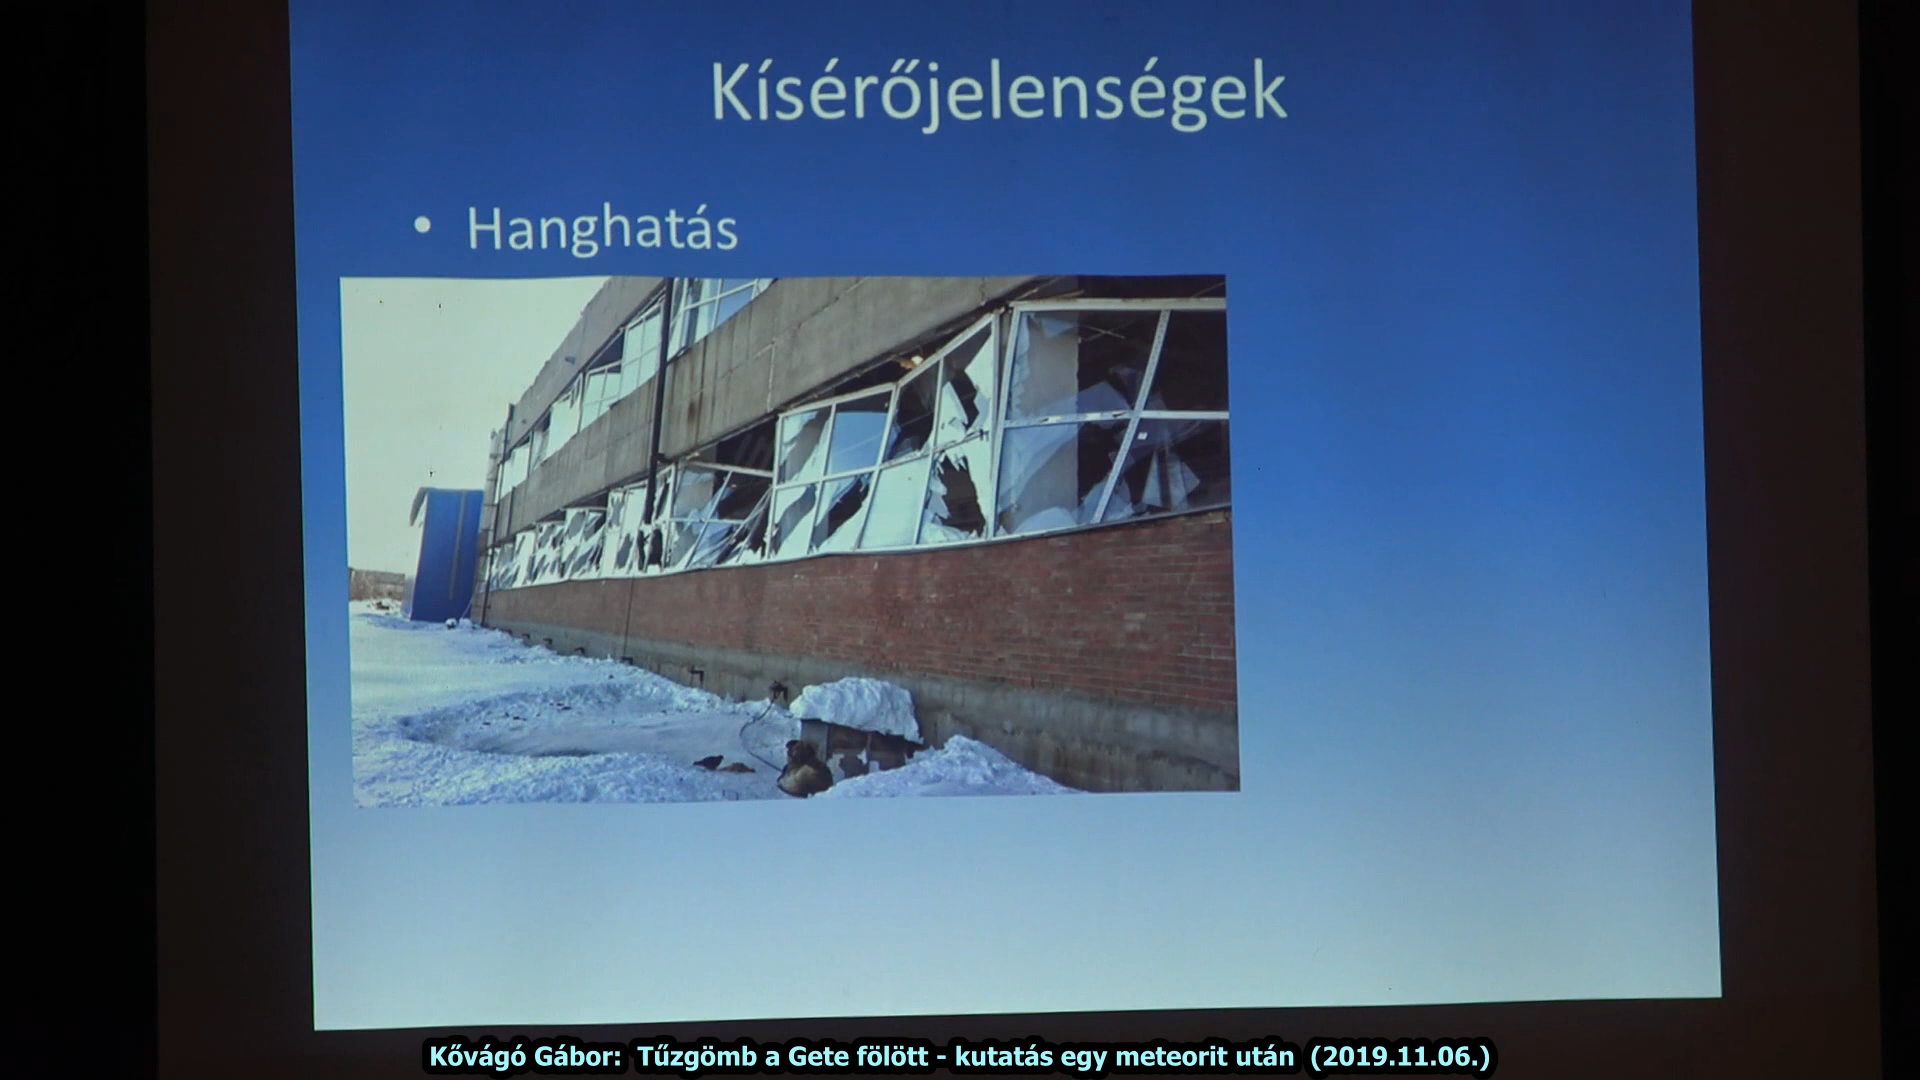 Kísérőjelenségek
• Hanghatás
Kővágó Gábor: Tűzgömb a Gete fölött - kutatás egy meteorit után (2019.11.06.)